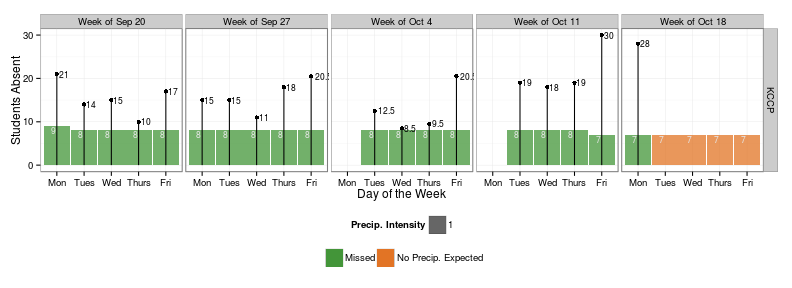 Week of Sep 20 Week of Sep 27 Week of Oct 4 Week of Oct 11 Week of Oct 18
Students Absent
30
20
10
0
21 14 15 10 17
9 8 8 8 8
15 15 11 18 20.5
8 8 8 8 8
12.5 8.5 9.5 20.5
8 8 8 8
19 18 19 30
8 8 8 7
28
7 7 7 7 7
KCCP
Mon Tues Wed Thurs Fri Mon Tues Wed Thurs Fri Mon Tues Wed Thurs Fri Mon Tues Wed Thurs Fri Mon Tues Wed Thurs Fri
Day of the Week
Precip. Intensity 1
Missed No Precip. Expected